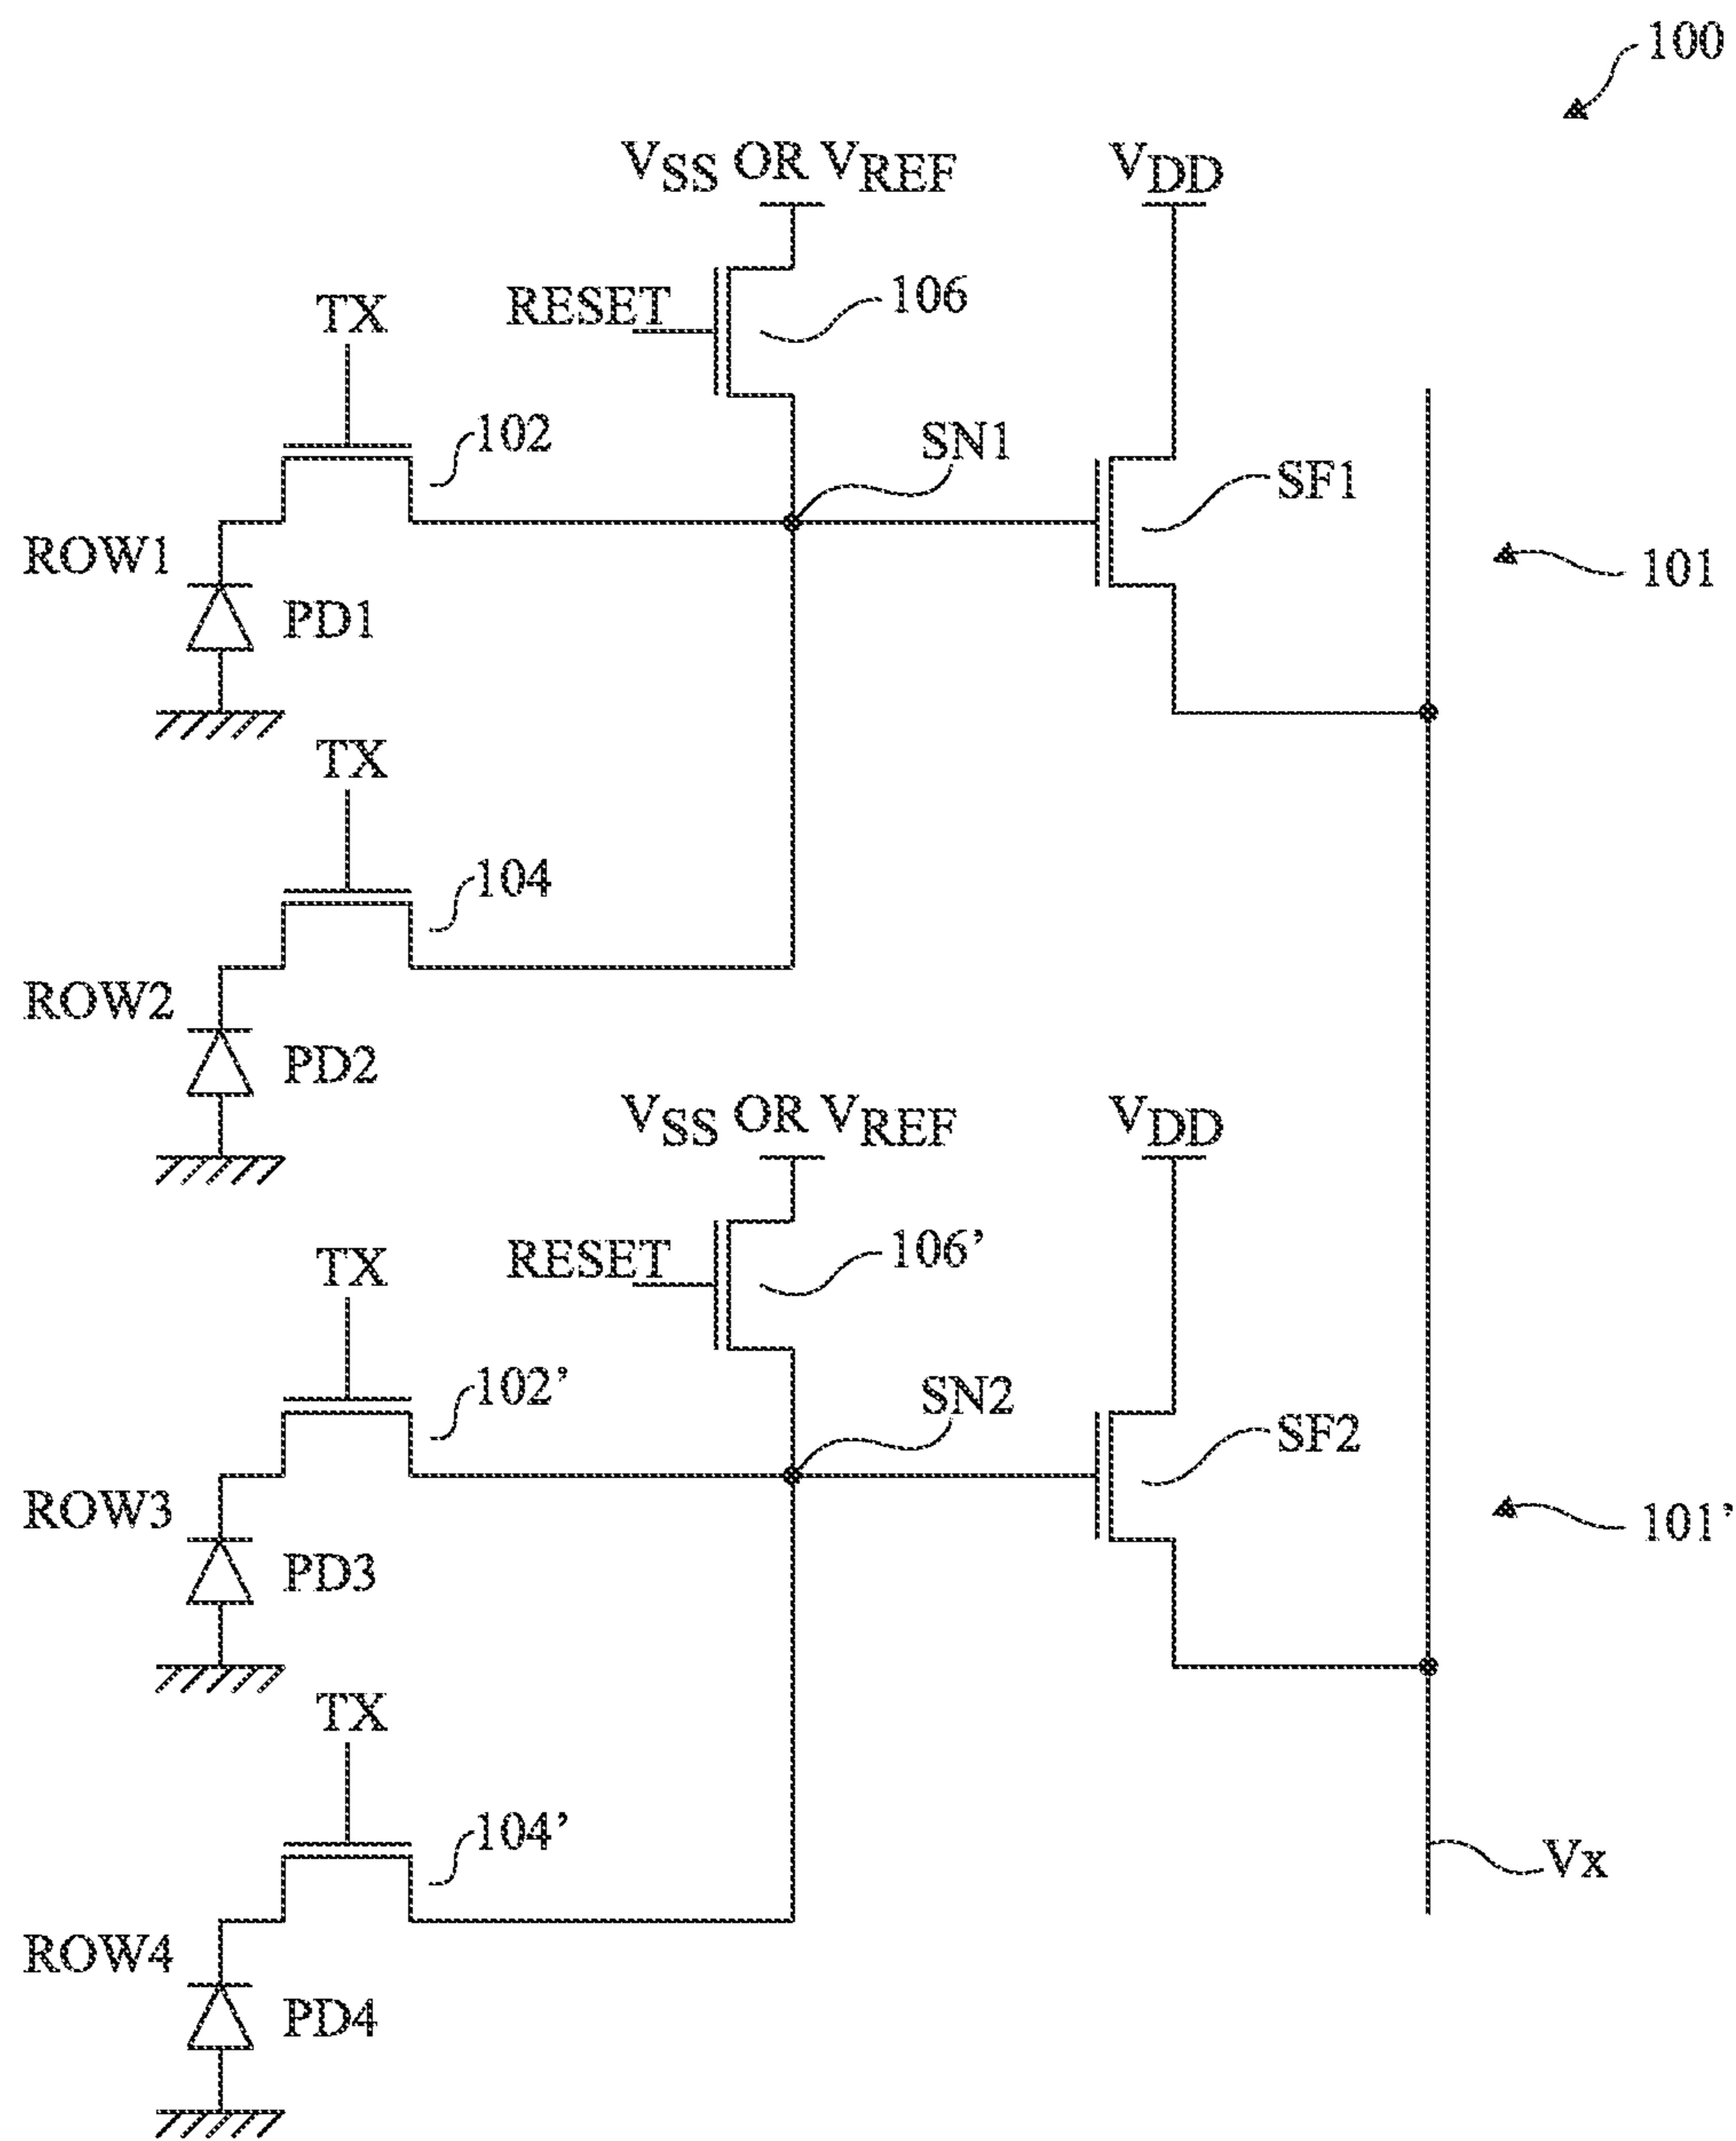 100
VSS OR VREF
VDD
RESET
106
TX
102
SN1
SF1
ROW1
PD1
101
TX
104
ROW2
PD2
VSS OR VREF
VDD
RESET
106’
TX
102’
SN2
SF2
ROW3
PD3
101’
TX
104’
Vx
ROW4
PD4